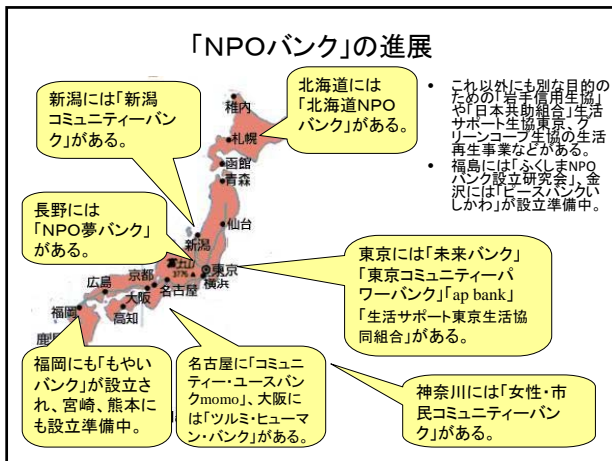 「NPOバンク」の進展
新潟には「新潟
コミュニティーバン
ク」がある。
北海道には
「北海道NPO
バンク」がある。
• これ以外にも別な目的の
ための「岩手信用生協」
や「日本共助組合」生活
サポート生協東京、グ
リーンコープ生協の生活
再生事業などがある。
• 福島には「ふくしまNPO
バンク設立研究会」、金
沢には「ピースバンクい
しかわ」が設立準備中。
稚内
札幌
函館
青森
長野には
「NPO夢バンク」
がある。
仙台
新潟
富士山
3776
東京
横浜
京都
名古屋
広島
大阪
福岡
高知
鹿児
東京には「未来バンク」
「東京コミュニティーパ
ワーバンク」「ap bank」
「生活サポート東京生活協
同組合」がある。
福岡にも「もやい
バンク」が設立さ
れ、宮崎、熊本に
も設立準備中。
名古屋に「コミュニ
ティー・ユースバン
クmomo」、大阪に
は「ツルミ・ヒューマ
ン・バンク」がある。
神奈川には「女性・市
民コミュニティーバン
ク」がある。